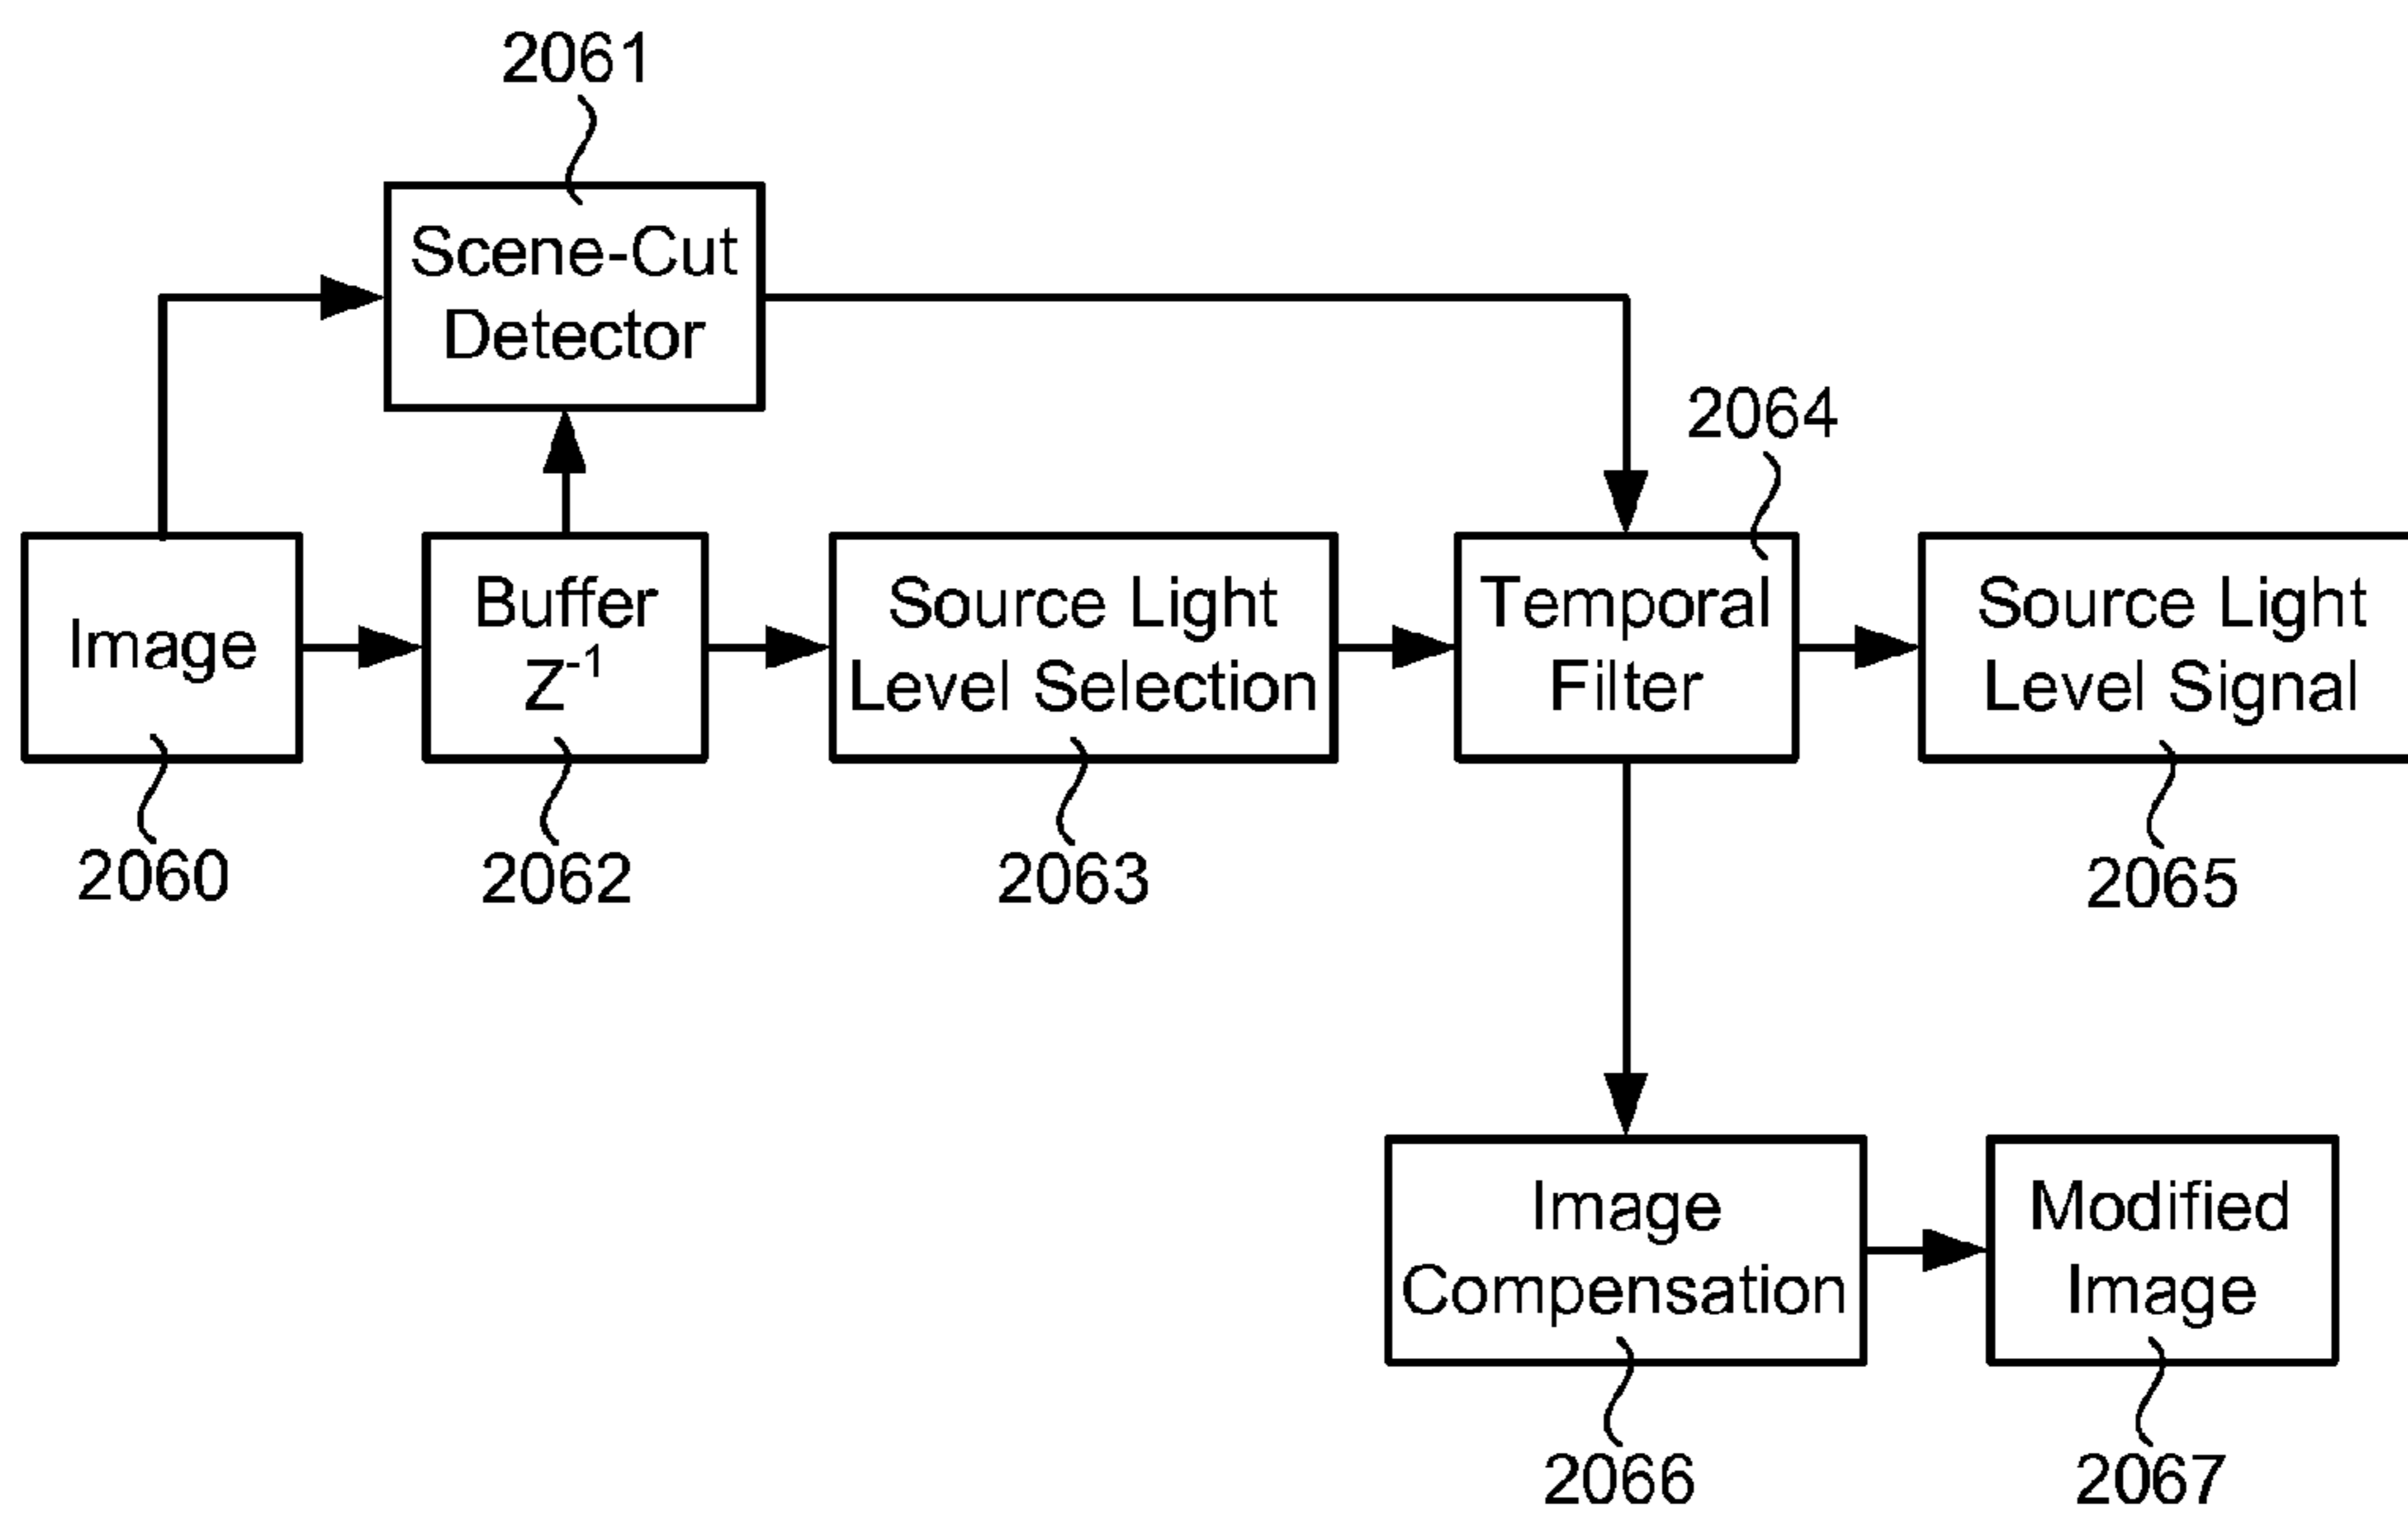 2061
Scene-Cut
Detector
2064
Image
Buffer
Z-1
Source Light
Level Selection
Temporal
Filter
Source Light
Level Signal
2060
2062
2063
2065
Image
Compensation
Modified
Image
2066
2067